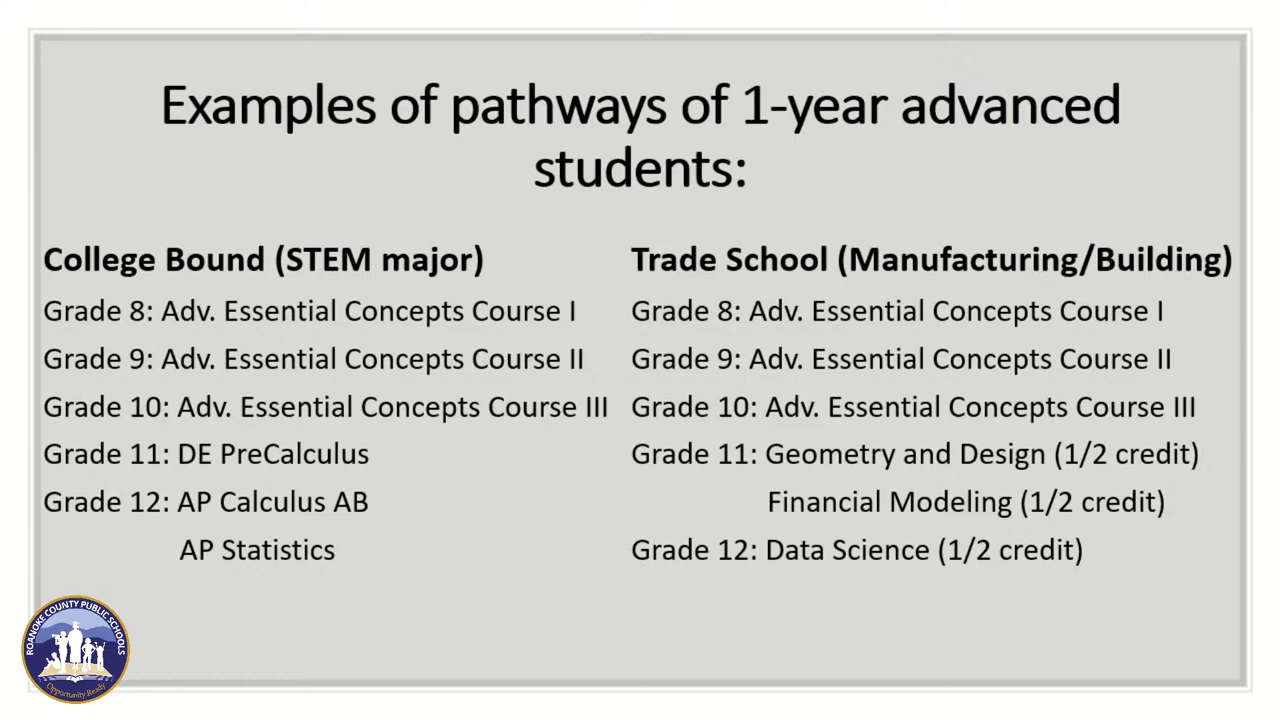 Examples of pathways of 1-year advanced
students:
College Bound (STEM major)
Grade 8: Adv. Essential Concepts Course I
Grade 9: Adv. Essential Concepts Course II
Grade 10: Adv. Essential Concepts Course III
Grade 11: DE PreCalculus
Grade 12: AP Calculus AB
AP Statistics
Trade School (Manufacturing/Building)
Grade 8: Adv. Essential Concepts Course I
Grade 9: Adv. Essential Concepts Course II
Grade 10: Adv. Essential Concepts Course III
Grade 11: Geometry and Design (1/2 credit)
Financial Modeling (1/2 credit)
Grade 12: Data Science (1/2 credit)
ROANOKE COUNTY PUBLIC SCHOOLS
Opportunity Ready